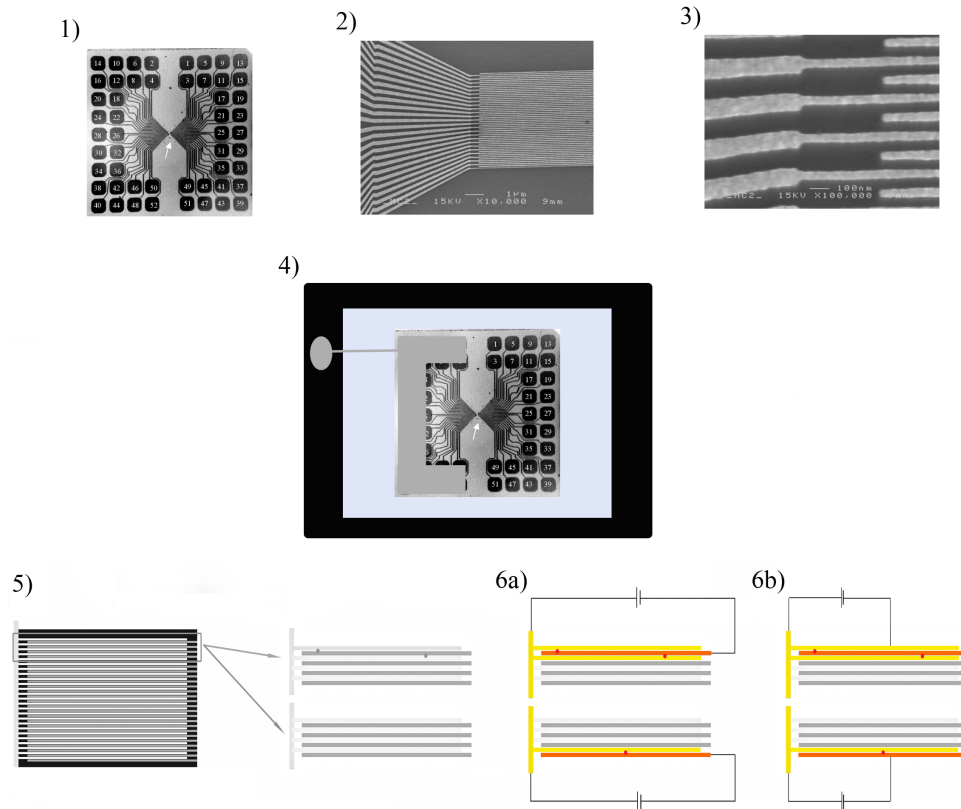 1)
14 10 6 2 1 5 9 13
16 12 8 4 3 7 11 15
20 18 17 19
24 22 21 23
28 26 25 27
30 32 31 29
34 36 35 33
38 42 46 50 49 45 41 37
40 44 48 52 51 47 43 39
2)
1µm
_MC2_ 15KV X10,000 9mm
3)
100nm
_MC2_ 15KV X100,000
4)
1 5 9 13
3 7 11 15
17 19
21 23
25 27
31 29
35 33
49 45 41 37
51 47 43 39
5)
6a)
6b)